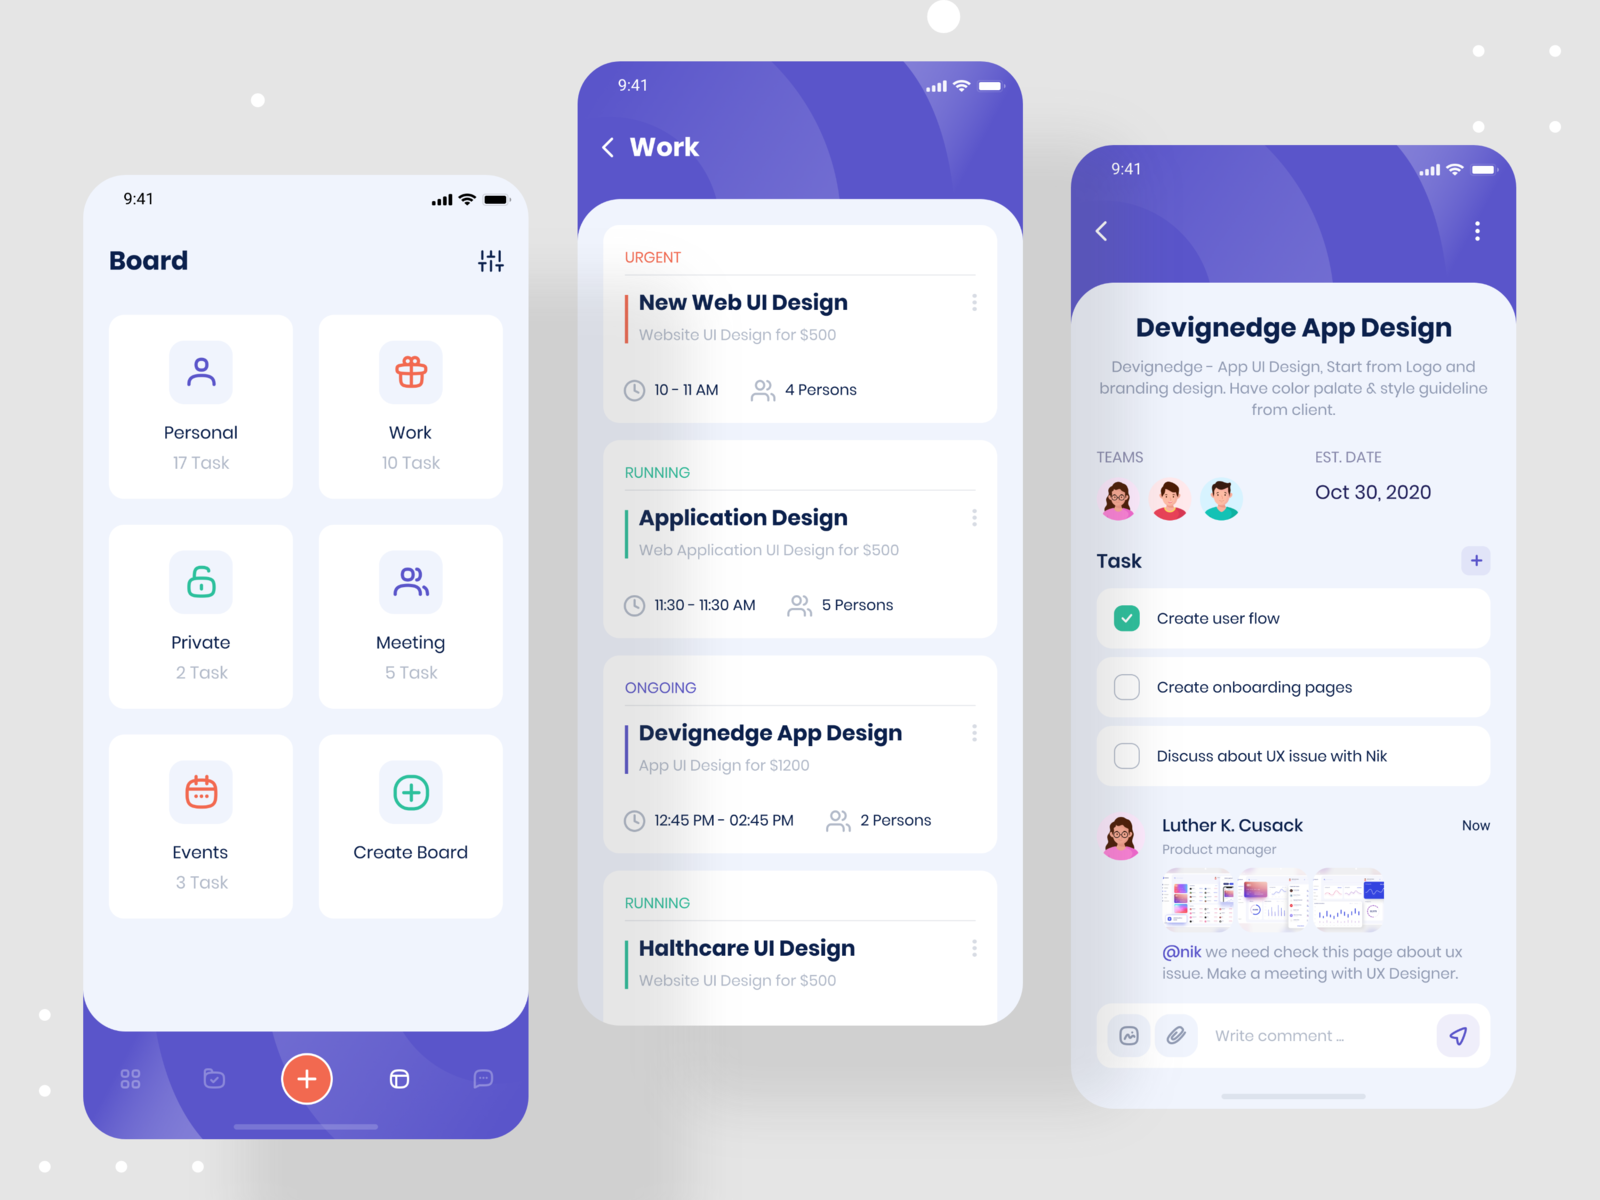 9:41
Board
Personal
17 Task
Work
10 Task
Private
2 Task
Meeting
5 Task
Events
3 Task
Create Board
9:41
Work
URGENT
New Web UI Design
Website UI Design for $500
10 - 11 AM
4 Persons
RUNNING
Application Design
Web Application UI Design for $500
11:30 - 11:30 AM
5 Persons
ONGOING
Devignedge App Design
App UI Design for $1200
12:45 PM - 02:45 PM
2 Persons
RUNNING
Halthcare UI Design
Website UI Design for $500
9:41
Devignedge App Design
Devignedge - App UI Design, Start from Logo and
branding design. Have color palate & style guideline
from client.
TEAMS
EST. DATE
Oct 30, 2020
Task
Create user flow
Create onboarding pages
Discuss about UX issue with Nik
Luther K. Cusack
Now
Product manager
@nik we need check this page about ux
issue. Make a meeting with UX Designer.
Write comment ...